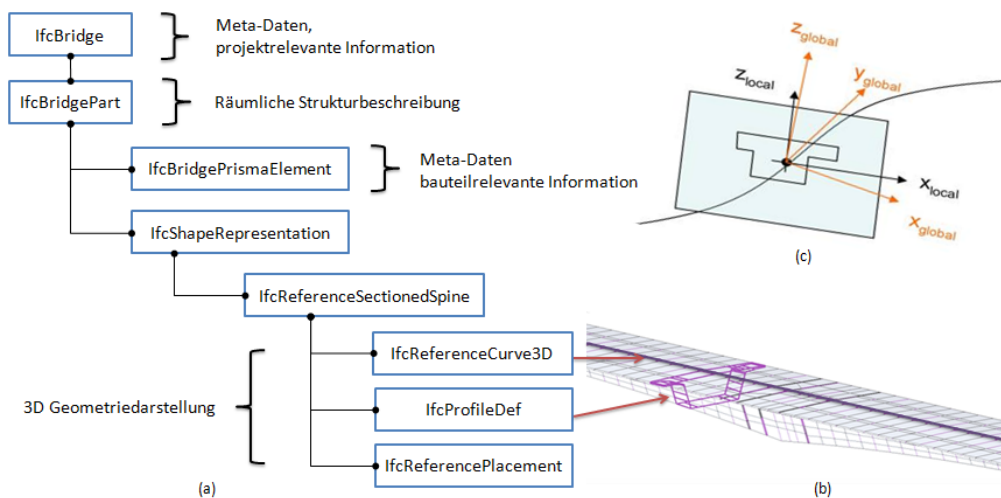 IfcBridge
Meta-Daten,
projektrelevante Information
IfcBridgePart
Räumliche Strukturbeschreibung
IfcBridgePrismaElement
Meta-Daten
bauteilrelevante Information
IfcShapeRepresentation
IfcReferenceSectionedSpine
3D Geometriedarstellung
IfcReferenceCurve3D
IfcProfileDef
IfcReferencePlacement
(a)
zglobal
yglobal
zlocal
xlocal
xglobal
(c)
(b)